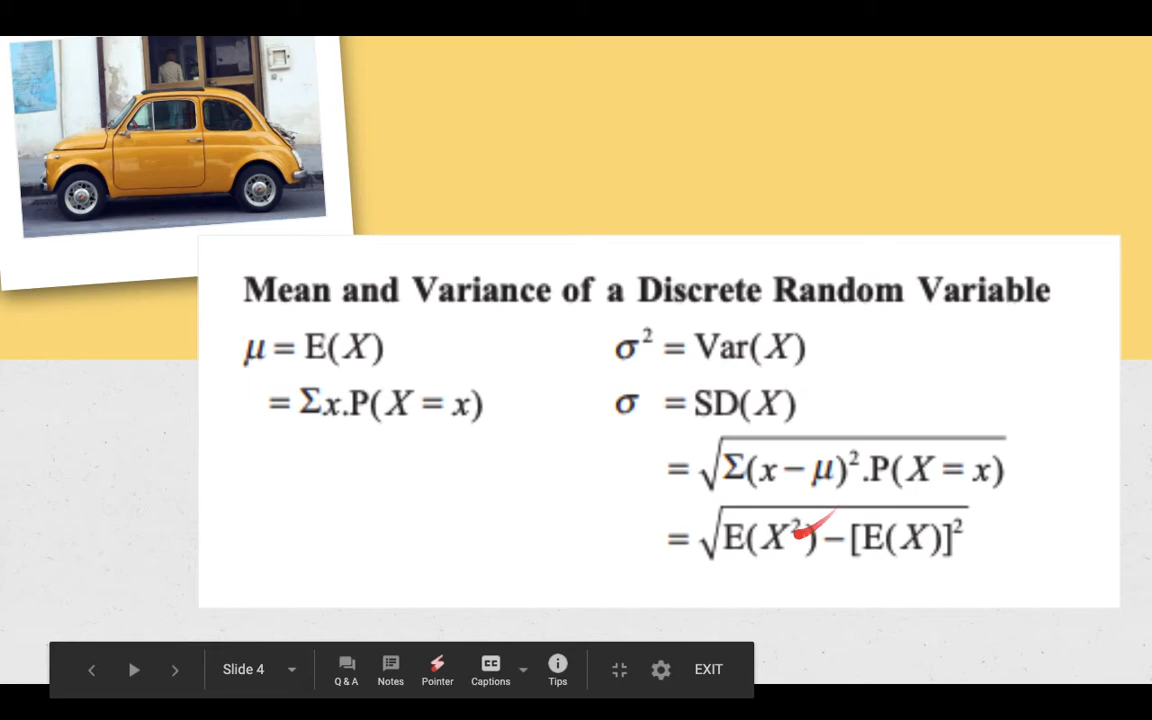 Mean and Variance of a Discrete Random Variable
μ = E(X)
= Σx.P(X = x)
σ² = Var(X)
σ = SD(X)
= √Σ(x − μ)².P(X = x)
= √E(X²) − [E(X)]²
Slide 4
Q & A
Notes
Pointer
CC
Captions
Tips
EXIT